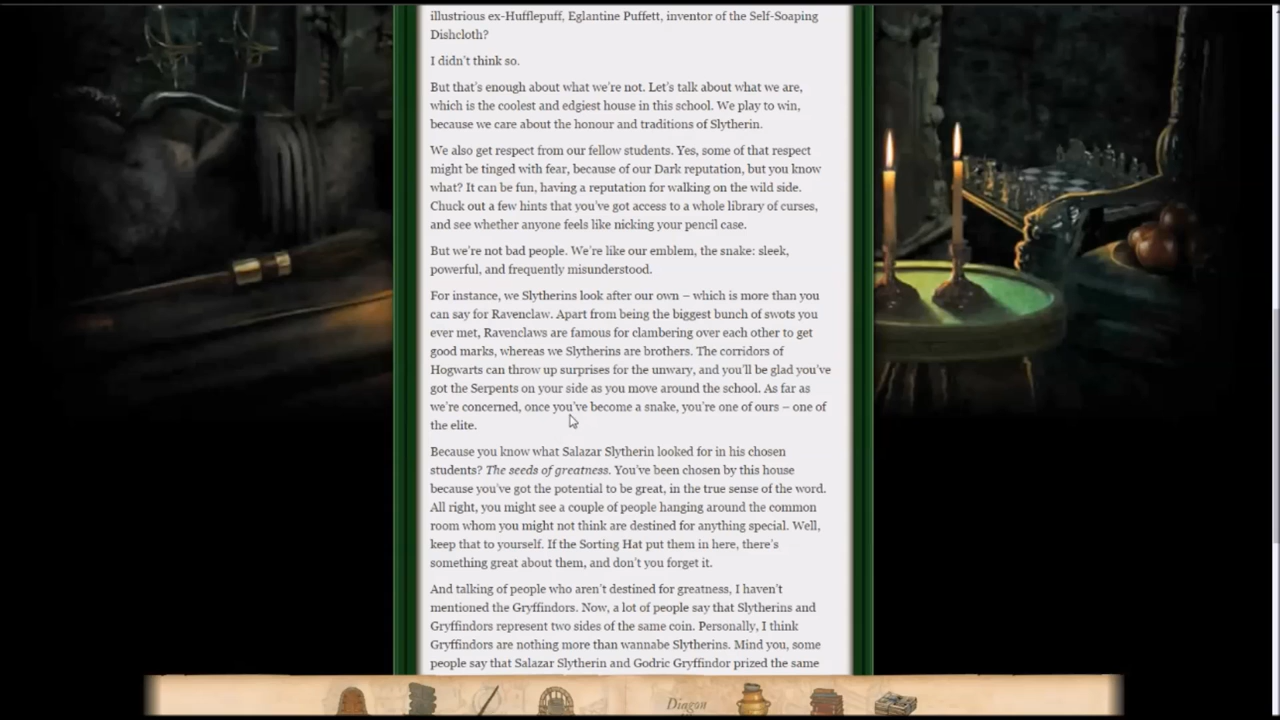 illustrious ex-Hufflepuff, Eglantine Puffett, inventor of the Self-Soaping
Dishcloth?
I didn't think so.
But that's enough about what we're not. Let's talk about what we are,
which is the coolest and edgiest house in this school. We play to win,
because we care about the honour and traditions of Slytherin.
We also get respect from our fellow students. Yes, some of that respect
might be tinged with fear, because of our Dark reputation, but you know
what? It can be fun, having a reputation for walking on the wild side.
Chuck out a few hints that you've got access to a whole library of curses,
and see whether anyone feels like nicking your pencil case.
But we're not bad people. We're like our emblem, the snake: sleek,
powerful, and frequently misunderstood.
For instance, we Slytherins look after our own – which is more than you
can say for Ravenclaw. Apart from being the biggest bunch of swots you
ever met, Ravenclaws are famous for clambering over each other to get
good marks, whereas we Slytherins are brothers. The corridors of
Hogwarts can throw up surprises for the unwary, and you'll be glad you've
got the Serpents on your side as you move around the school. As far as
we're concerned, once you've become a snake, you're one of ours – one of
the elite.
Because you know what Salazar Slytherin looked for in his chosen
students? The seeds of greatness. You've been chosen by this house
because you've got the potential to be great, in the true sense of the word.
All right, you might see a couple of people hanging around the common
room whom you might not think are destined for anything special. Well,
keep that to yourself. If the Sorting Hat put them in here, there's
something great about them, and don't you forget it.
And talking of people who aren't destined for greatness, I haven't
mentioned the Gryffindors. Now, a lot of people say that Slytherins and
Gryffindors represent two sides of the same coin. Personally, I think
Gryffindors are nothing more than wannabe Slytherins. Mind you, some
people say that Salazar Slytherin and Godric Gryffindor prized the same
Diagon